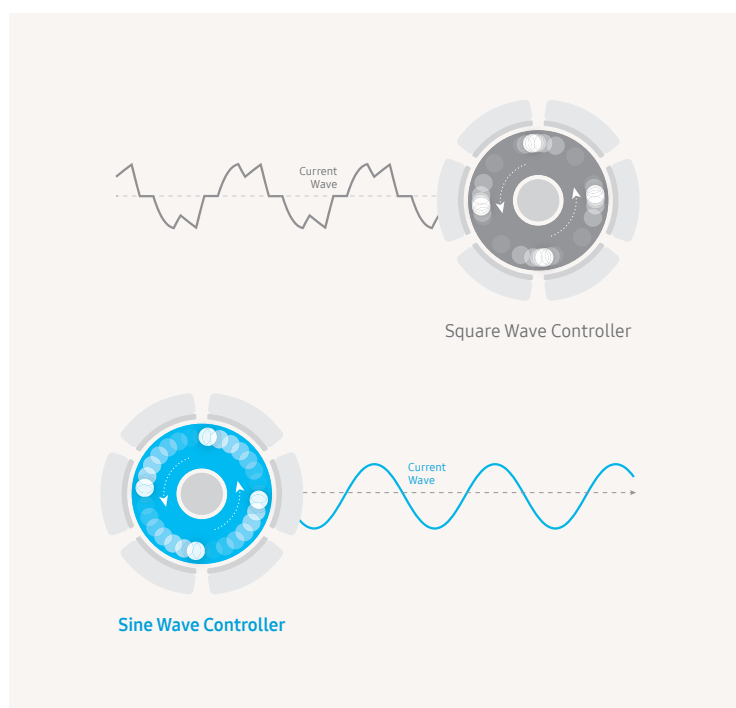 Current
Wave
Square Wave Controller
Current
Wave
Sine Wave Controller